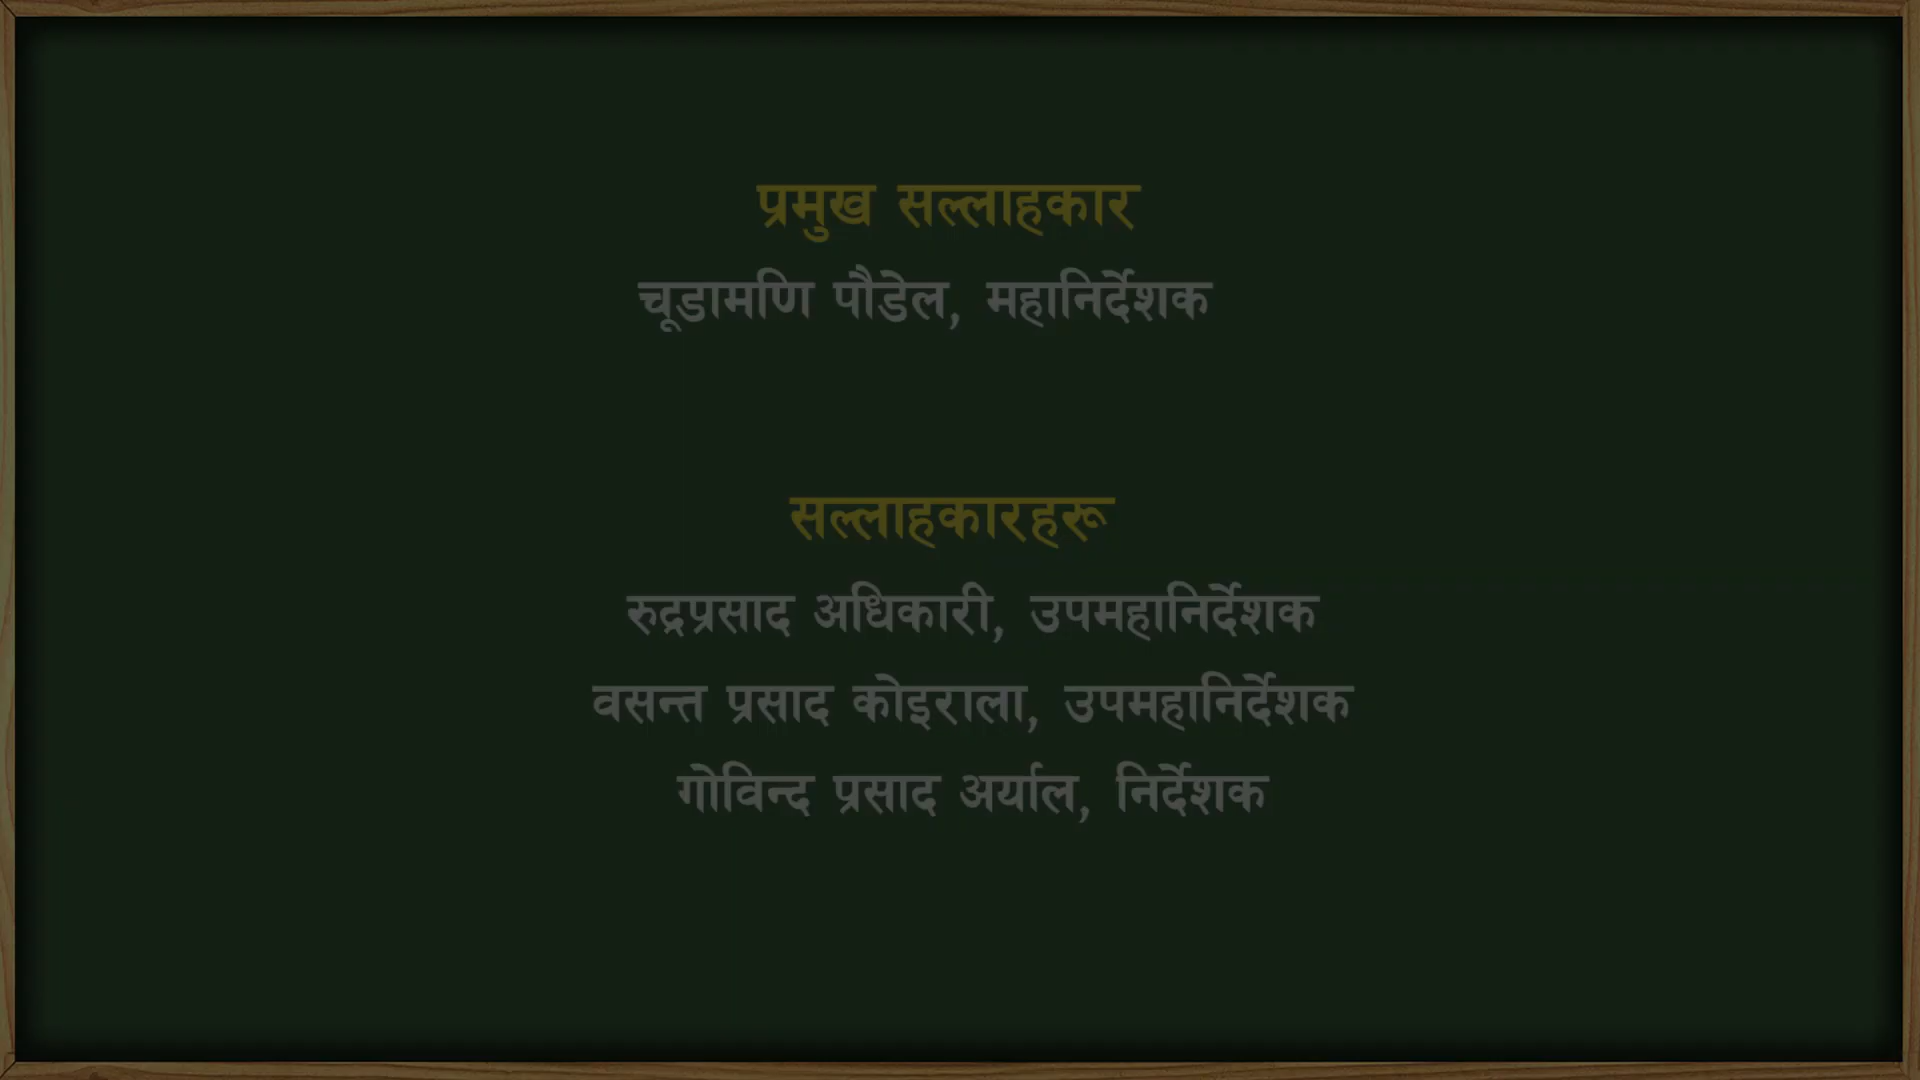 प्रमुख सल्लाहकार
चूडामणि पौडेल, महानिर्देशक
सल्लाहकारहरू
रुद्रप्रसाद अधिकारी, उपमहानिर्देशक
वसन्त प्रसाद कोइराला, उपमहानिर्देशक
गोविन्द प्रसाद अर्याल, निर्देशक